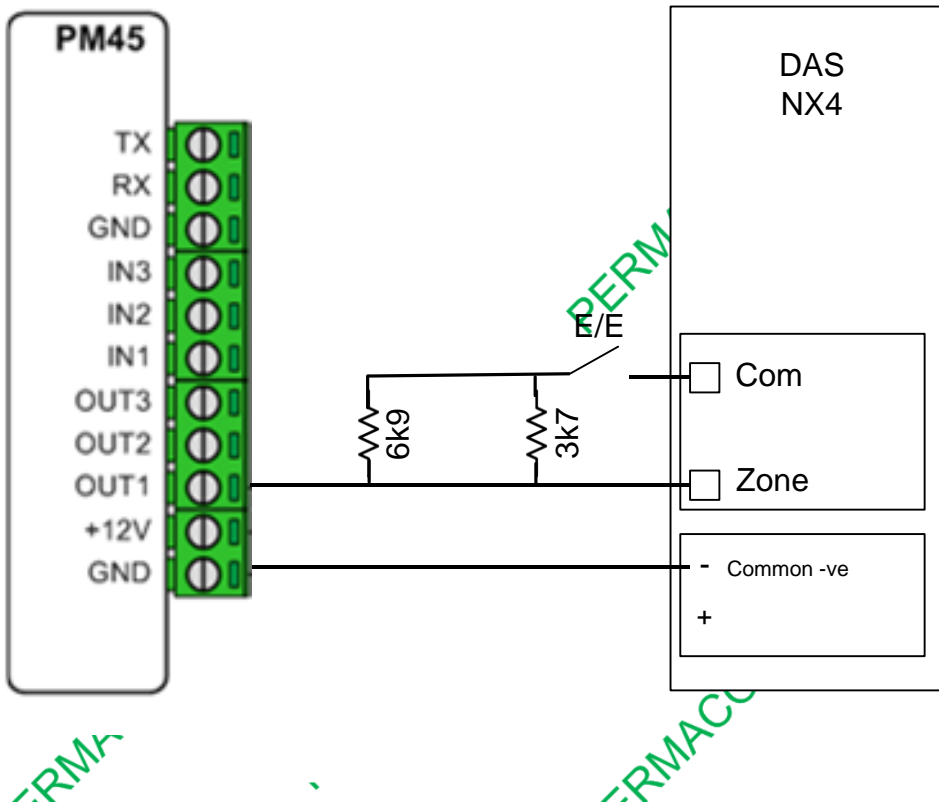 PM45
TX
RX
GND
IN3
IN2
IN1
OUT3
OUT2
OUT1
+12V
GND
E/E
6k9
3k7
DAS
NX4
Com
Zone
- Common -ve
+